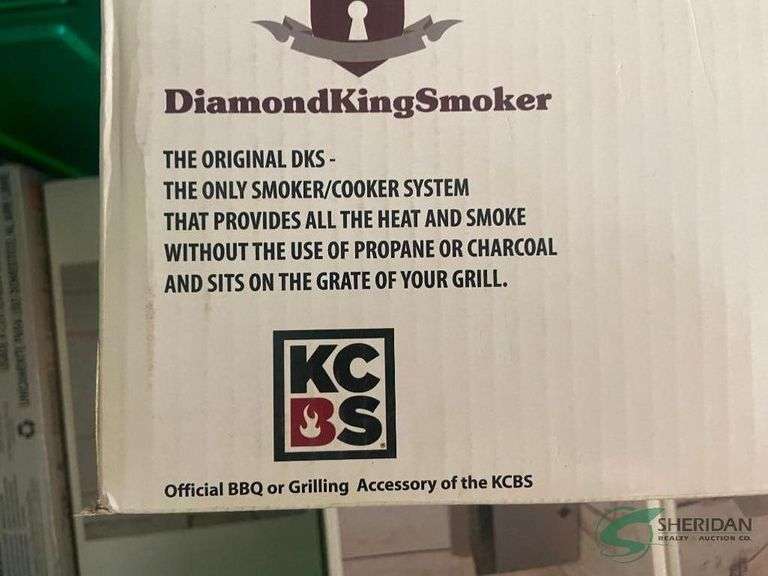 DiamondKingSmoker
THE ORIGINAL DKS -
THE ONLY SMOKER/COOKER SYSTEM
THAT PROVIDES ALL THE HEAT AND SMOKE
WITHOUT THE USE OF PROPANE OR CHARCOAL
AND SITS ON THE GRATE OF YOUR GRILL.
KC
BS
Official BBQ or Grilling Accessory of the KCBS
SHERIDAN
REALTY AUCTION CO.